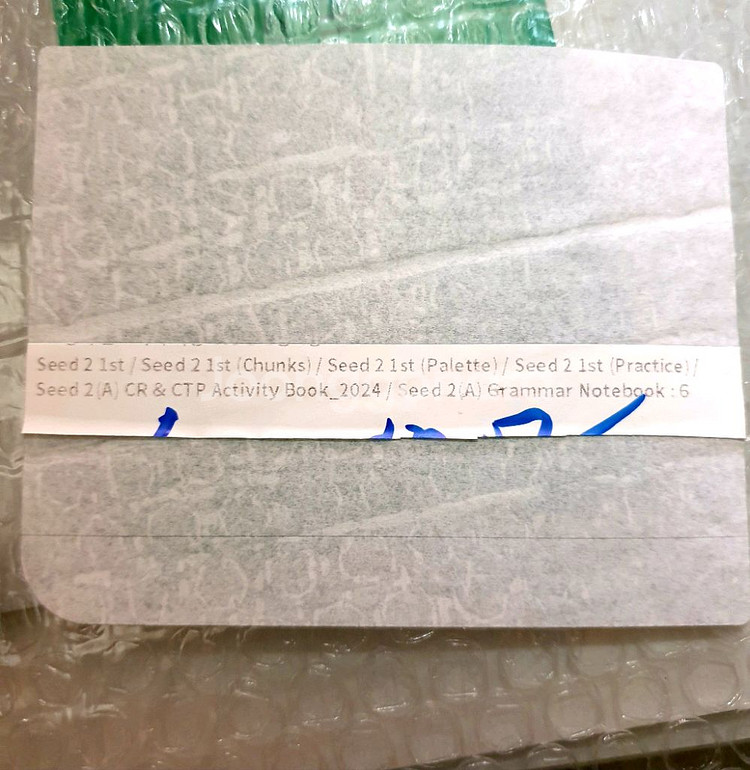 Seed 2 1st / Seed 2 1st (Chunks) / Seed 2 1st (Palette) / Seed 2 1st (Practice) /
Seed 2(A) CR & CTP Activity Book_2024 / Seed 2(A) Grammar Notebook : 6